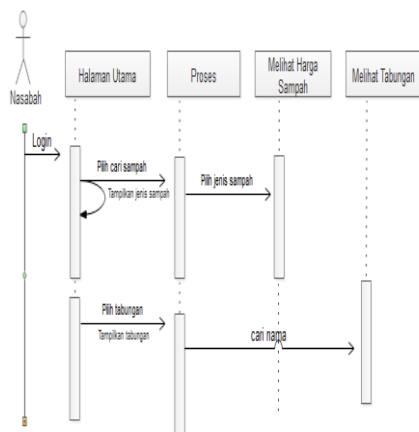 Halaman Utama
Proses
Melihat Harga
Sampah
Melihat Tabungan
Nasabah
Login
Pilih cari sampah
Tampilkan jenis sampah
Pilih jenis sampah
Pilih tabungan
Tampilkan tabungan
cari nama